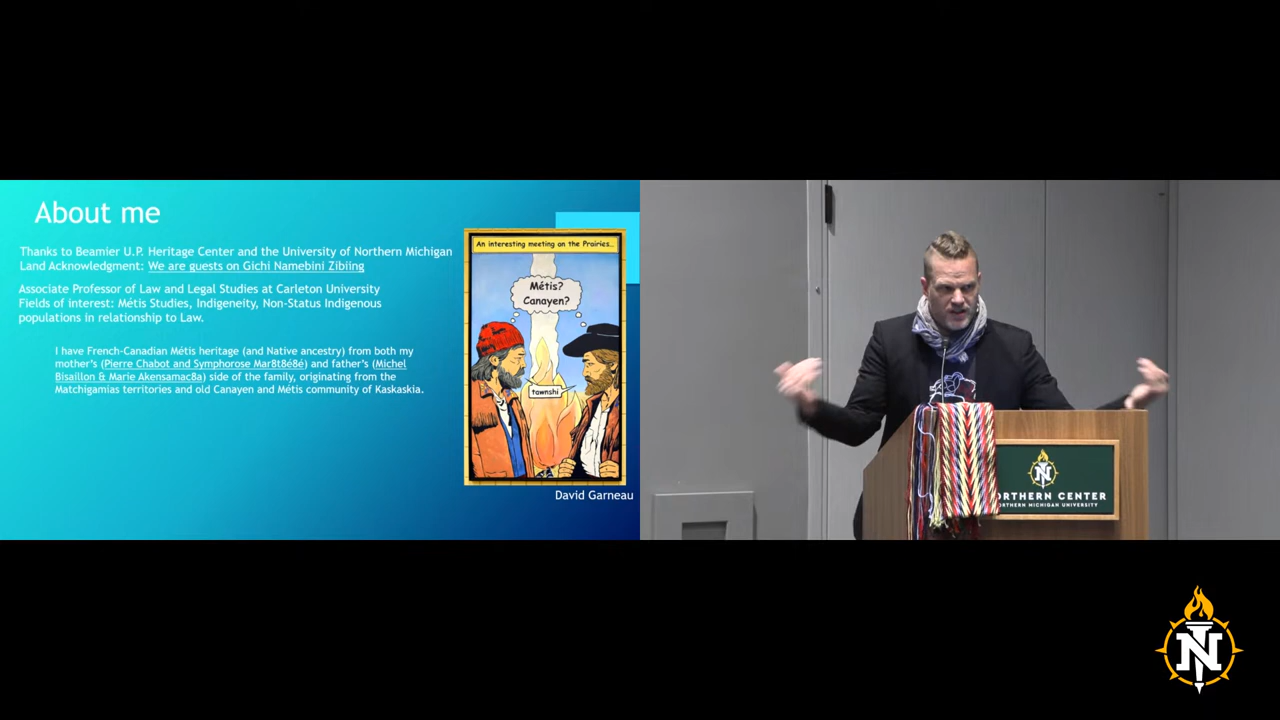 About me
Thanks to Beamier U.P. Heritage Center and the University of Northern Michigan
Land Acknowledgment: We are guests on Gichi Namebini Ziibing
Associate Professor of Law and Legal Studies at Carleton University
Fields of interest: Métis Studies, Indigeneity, Non-Status Indigenous
populations in relationship to Law.
I have French-Canadian Métis heritage (and Native ancestry) from both my
mother's (Pierre Chabot and Symphorose Mar8t8é8é) and father's (Michel
Bisaillon & Marie Akensamac8a) side of the family, originating from the
Matchigamias territories and old Canayen and Métis community of Kaskaskia.
An interesting meeting on the Prairies...
Métis?
Canayen?
tawnshi
David Garneau
N
ORTHERN CENTER
ORTHERN MICHIGAN UNIVERSITY
N